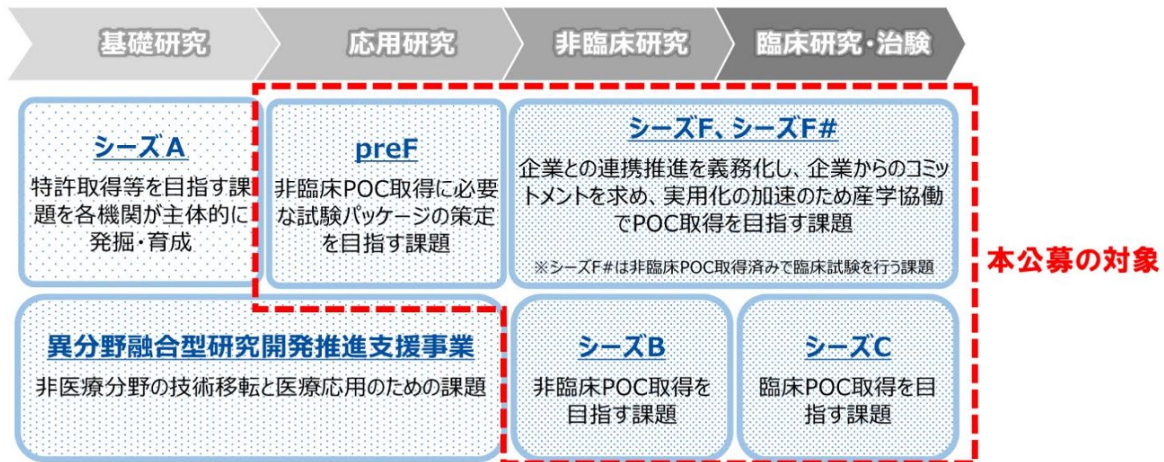 基礎研究
応用研究
非臨床研究
臨床研究・治験
シーズA
特許取得等を目指す課
題を各機関が主体的に
発掘・育成
preF
非臨床POC取得に必要
な試験パッケージの策定
を目指す課題
シーズF、シーズF#
企業との連携推進を義務化し、企業からのコミッ
トメントを求め、実用化の加速のため産学協働
でPOC取得を目指す課題
※シーズF#は非臨床POC取得済みで臨床試験を行う課題
本公募の対象
異分野融合型研究開発推進支援事業
非医療分野の技術移転と医療応用のための課題
シーズB
非臨床POC取得を
目指す課題
シーズC
臨床POC取得を目
指す課題